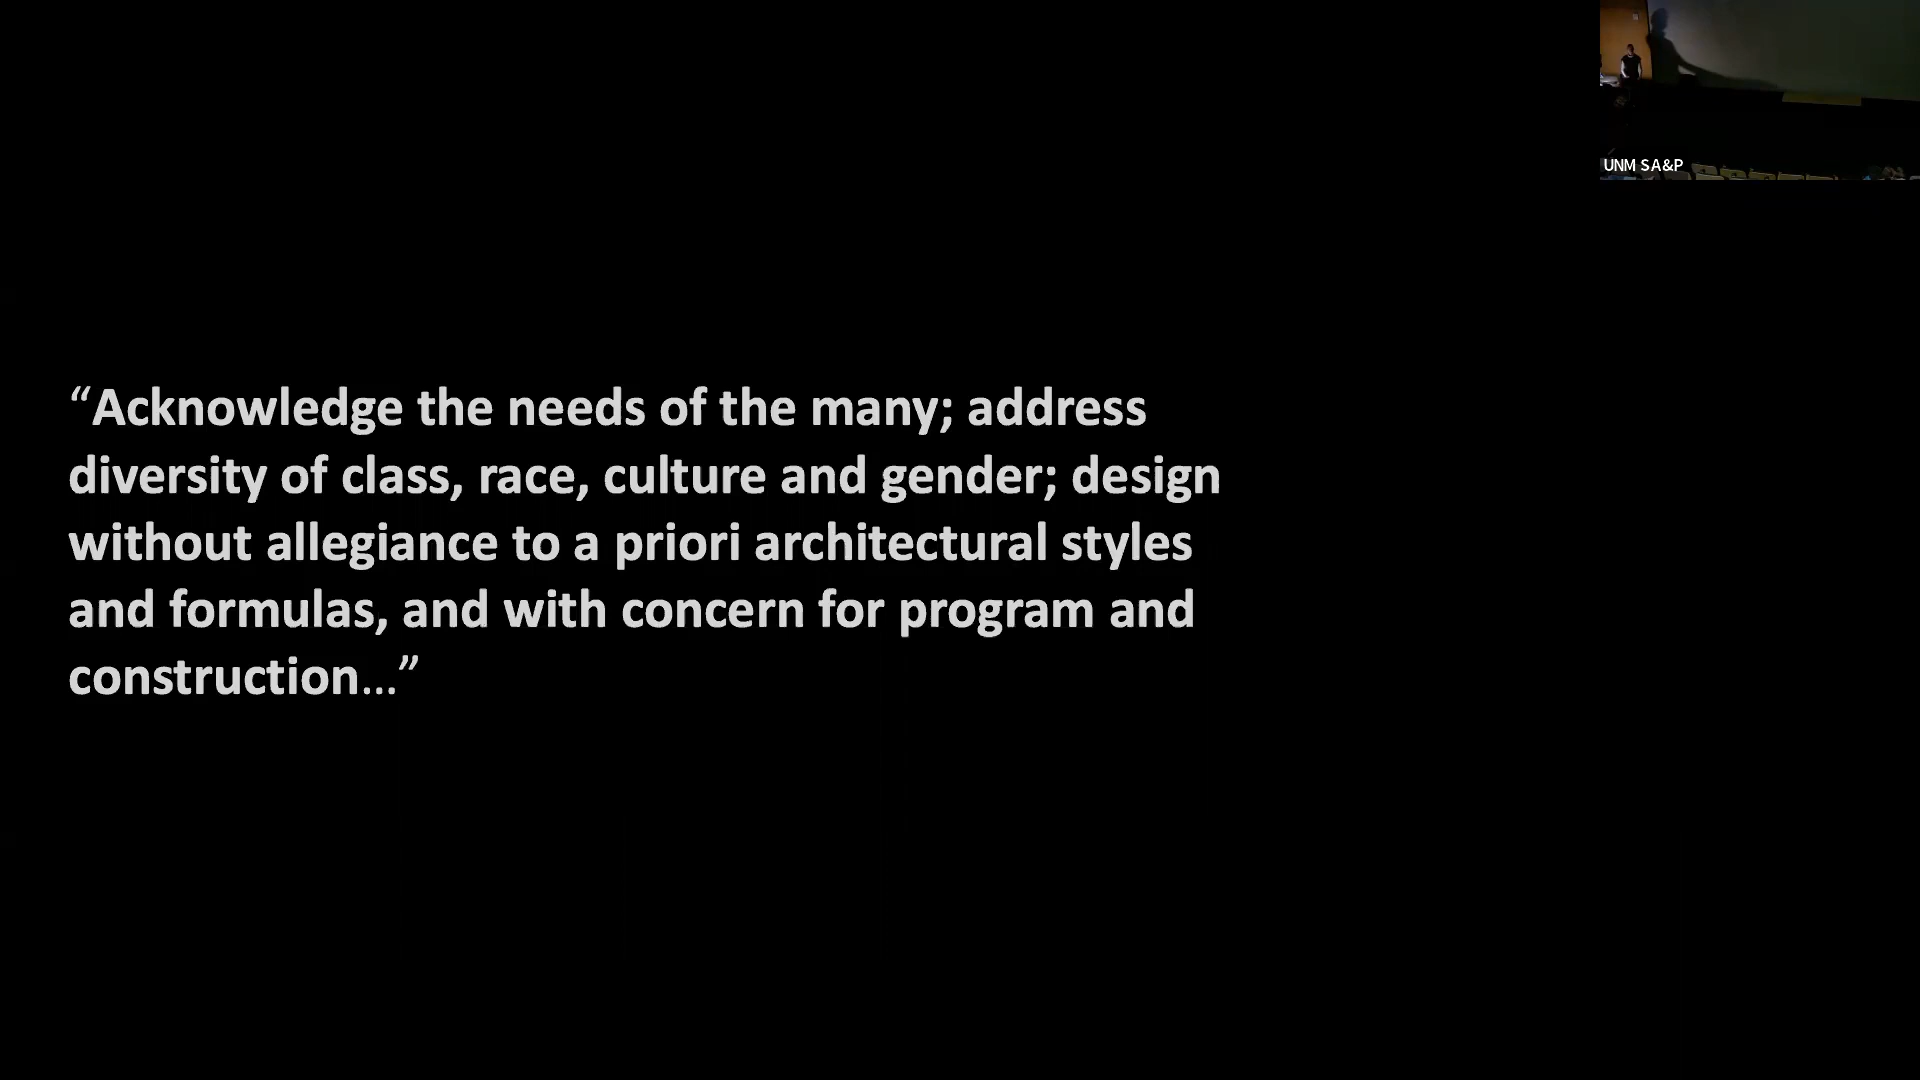 UNM SA&P
“Acknowledge the needs of the many; address
diversity of class, race, culture and gender; design
without allegiance to a priori architectural styles
and formulas, and with concern for program and
construction...”